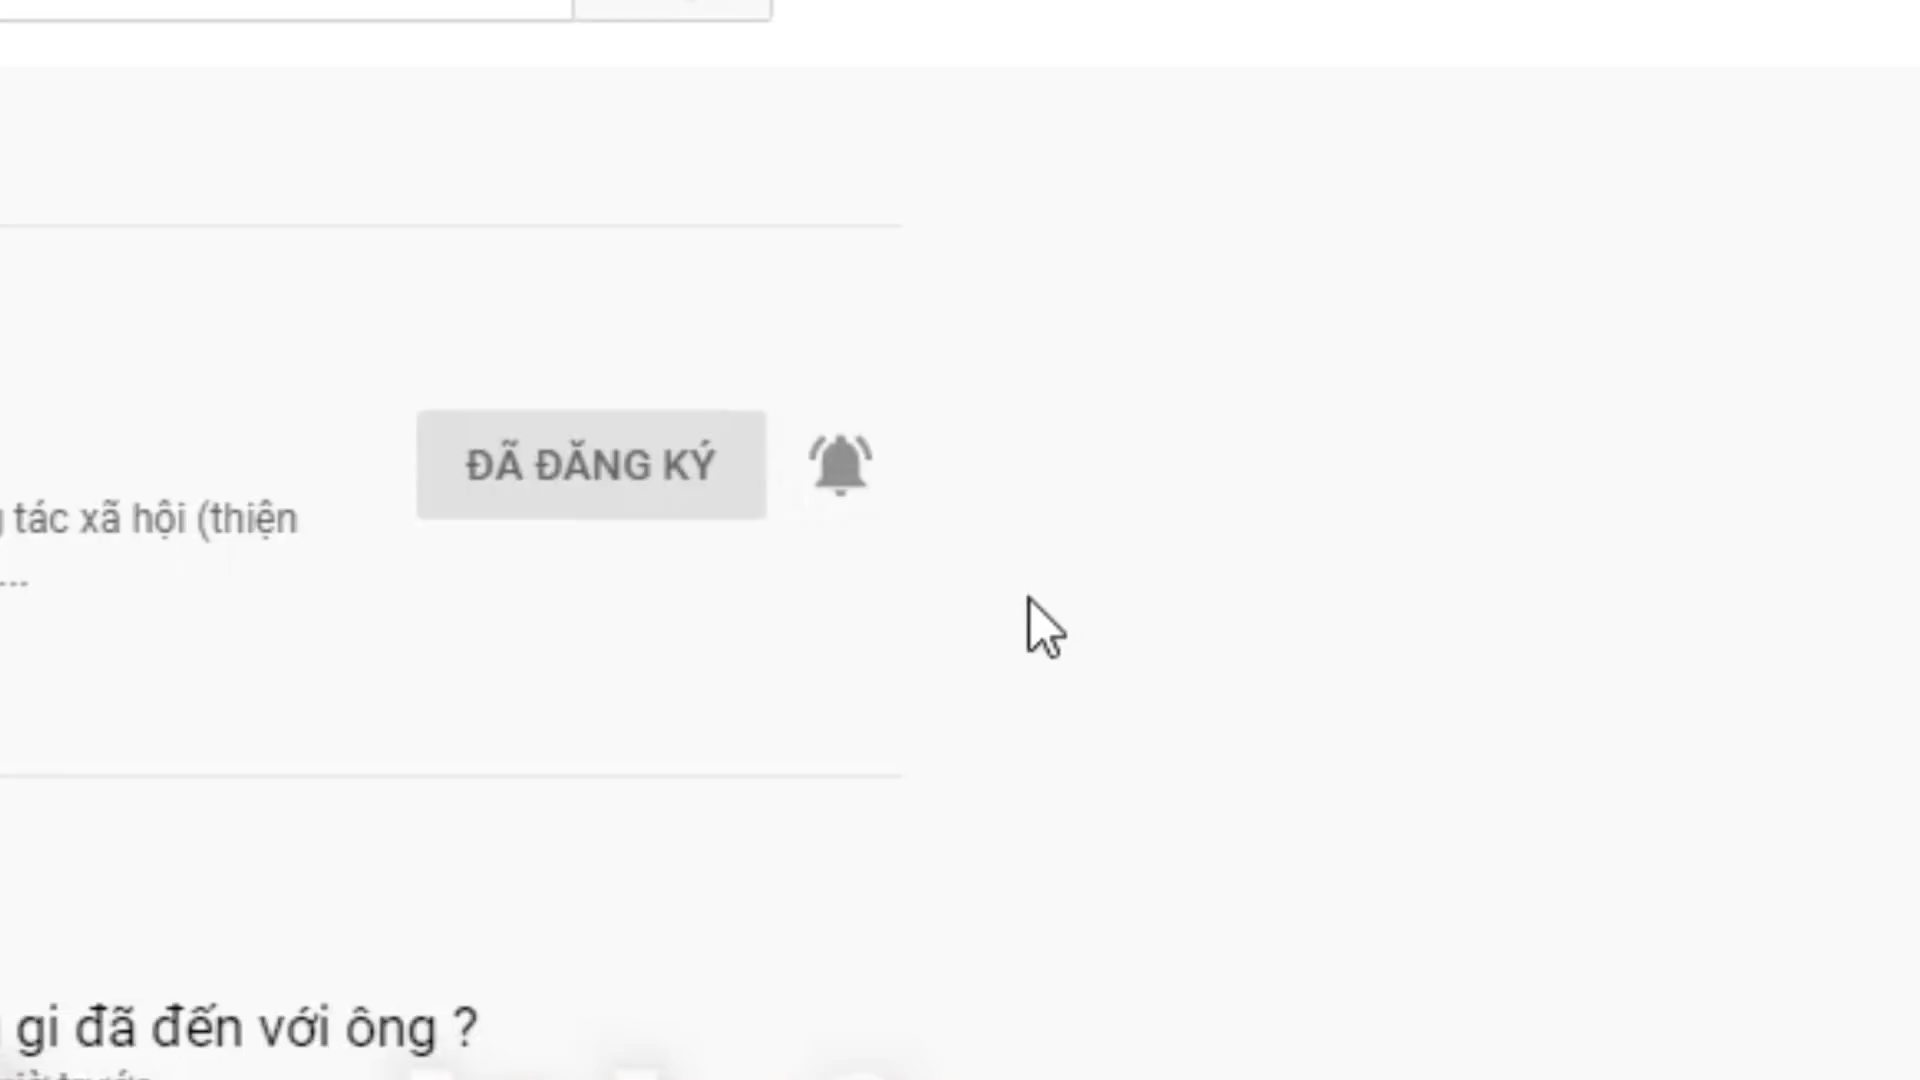 ĐÃ ĐĂNG KÝ
tác xã hội (thiện
---
gi đã đến với ông ?